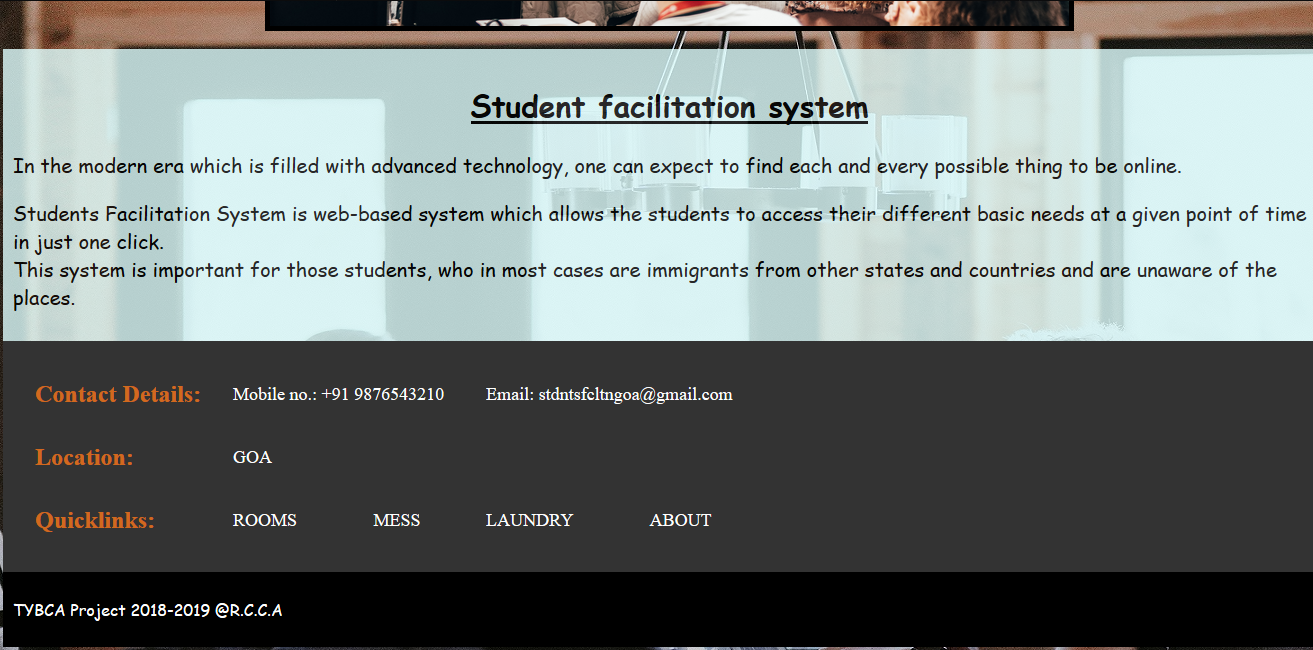 Student facilitation system
In the modern era which is filled with advanced technology, one can expect to find each and every possible thing to be online.
Students Facilitation System is web-based system which allows the students to access their different basic needs at a given point of time
in just one click.
This system is important for those students, who in most cases are immigrants from other states and countries and are unaware of the
places.
Contact Details: Mobile no.: +91 9876543210 Email: stdntsfcltngoa@gmail.com
Location: GOA
Quicklinks: ROOMS MESS LAUNDRY ABOUT
TYBCA Project 2018-2019 @R.C.C.A